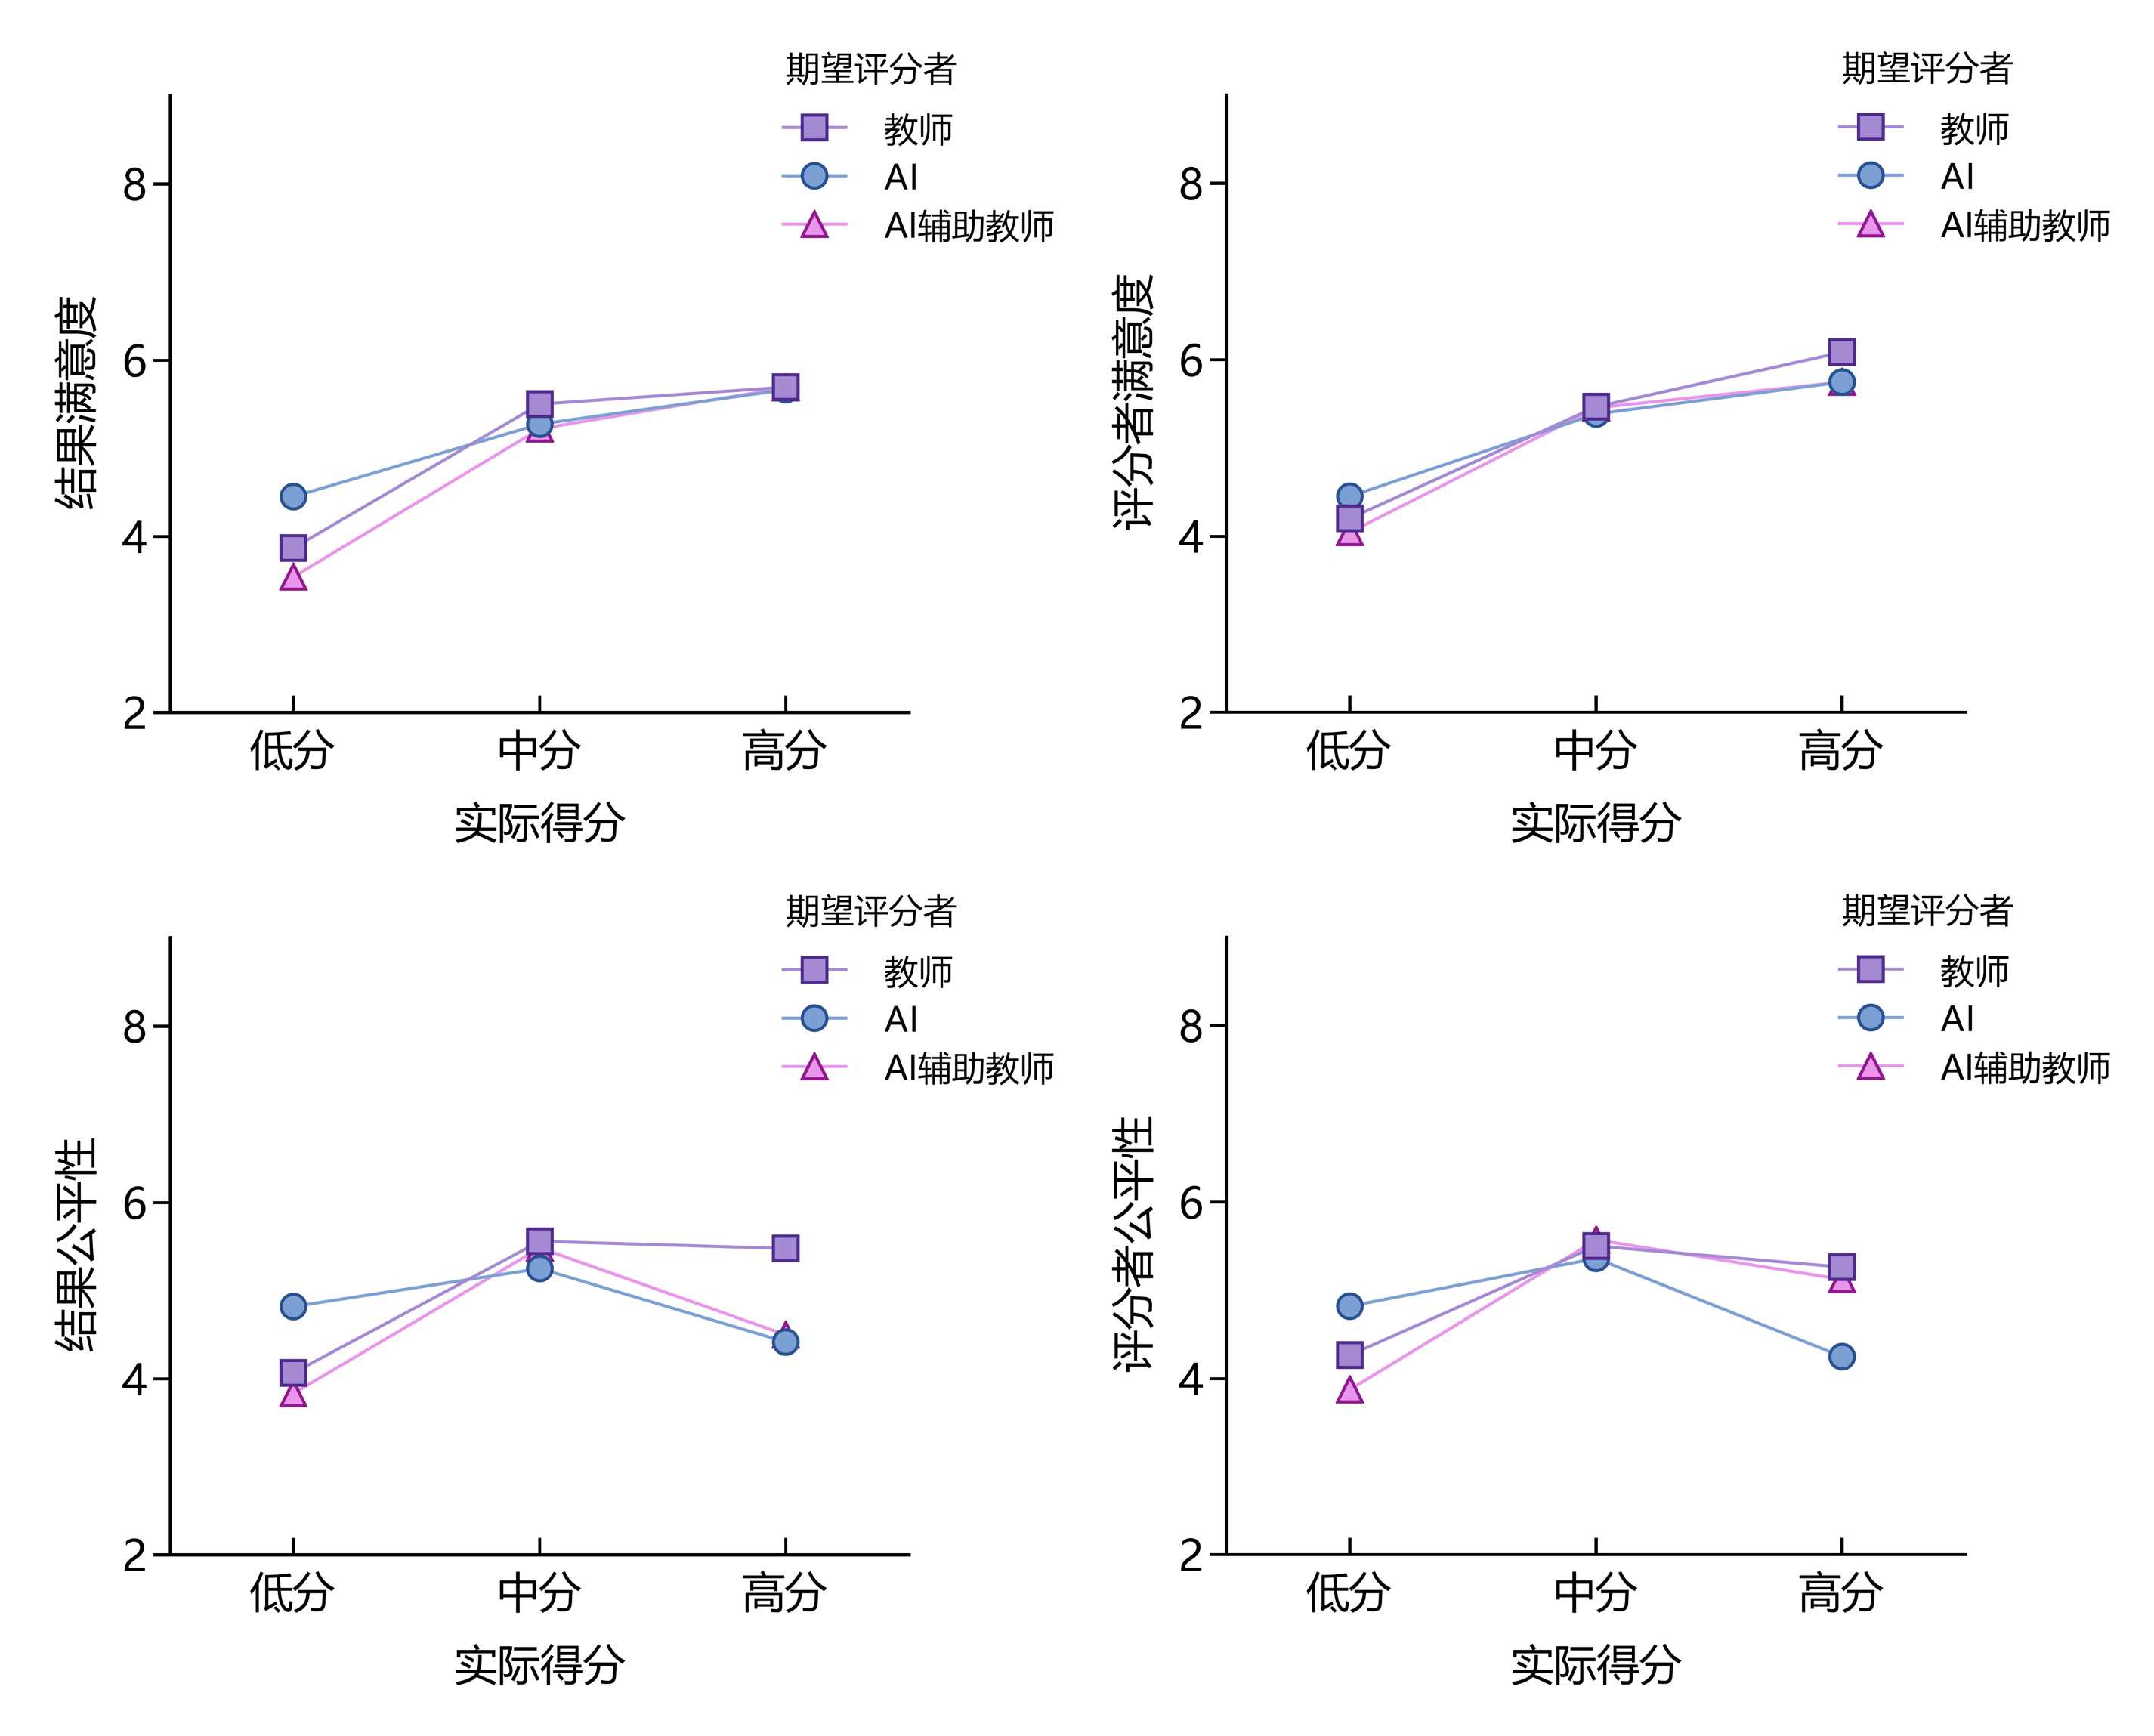 期望评分者
教师
AI
AI辅助教师
结果满意度
8
6
4
2
低分 中分 高分
实际得分
期望评分者
教师
AI
AI辅助教师
评分者满意度
8
6
4
2
低分 中分 高分
实际得分
期望评分者
教师
AI
AI辅助教师
结果公平性
8
6
4
2
低分 中分 高分
实际得分
期望评分者
教师
AI
AI辅助教师
评分者公平性
8
6
4
2
低分 中分 高分
实际得分